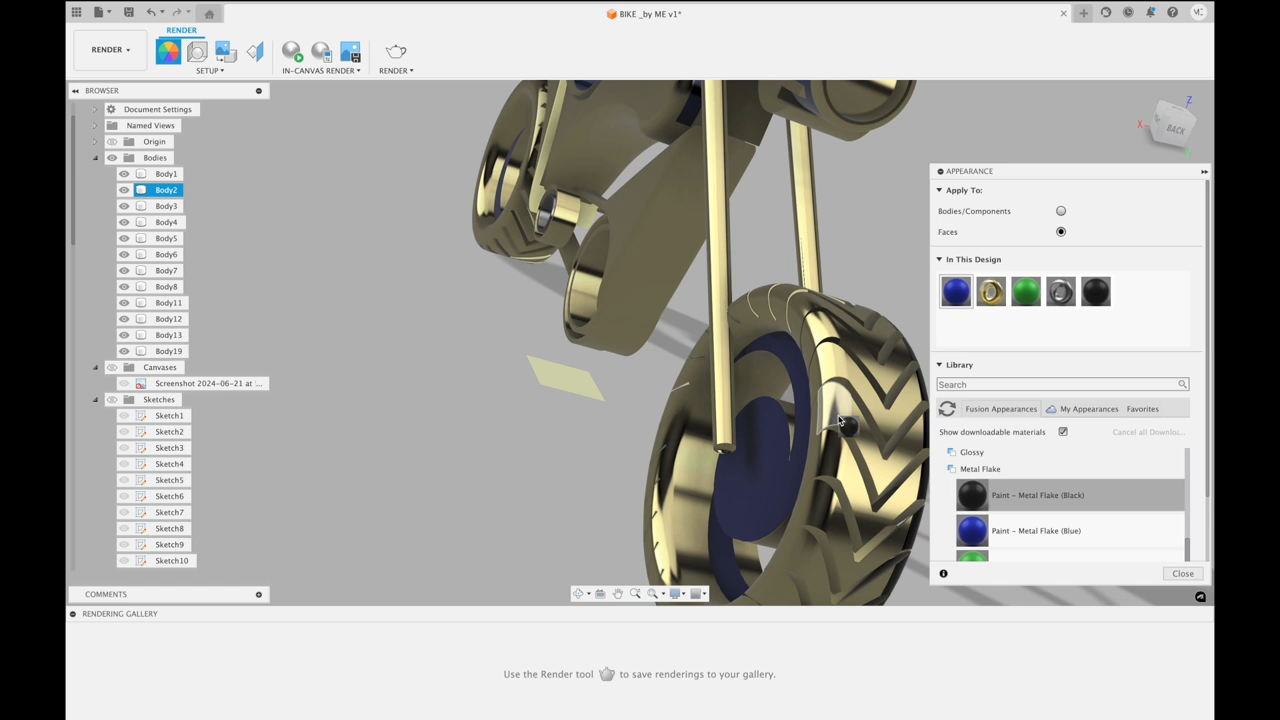 BIKE _by ME v1*
MC
RENDER
RENDER
SETUP
IN-CANVAS RENDER
RENDER
BROWSER
Document Settings
Named Views
Origin
Bodies
Body1
Body2
Body3
Body4
Body5
Body6
Body7
Body8
Body11
Body12
Body13
Body19
Canvases
Screenshot 2024-06-21 at :...
Sketches
Sketch1
Sketch2
Sketch3
Sketch4
Sketch5
Sketch6
Sketch7
Sketch8
Sketch9
Sketch10
COMMENTS
Z
X
Y
BACK
APPEARANCE
Apply To:
Bodies/Components
Faces
In This Design
Library
Search
Fusion Appearances
My Appearances
Favorites
Show downloadable materials
Cancel all Downloa...
Glossy
Metal Flake
Paint - Metal Flake (Black)
Paint - Metal Flake (Blue)
Close
RENDERING GALLERY
Use the Render tool to save renderings to your gallery.